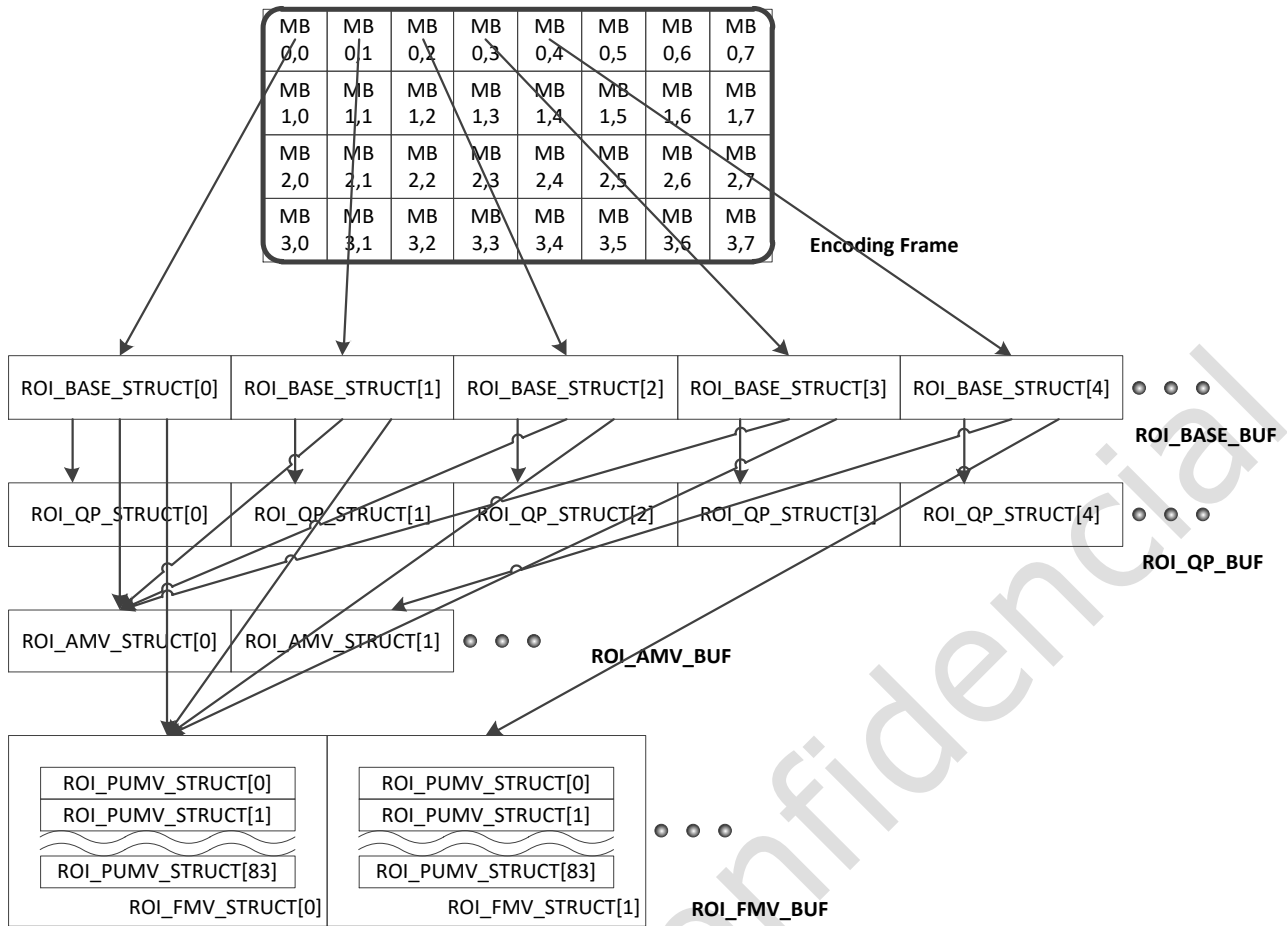 MB MB MB MB MB MB MB MB
0,0 0,1 0,2 0,3 0,4 0,5 0,6 0,7
MB MB MB MB MB MB MB MB
1,0 1,1 1,2 1,3 1,4 1,5 1,6 1,7
MB MB MB MB MB MB MB MB
2,0 2,1 2,2 2,3 2,4 2,5 2,6 2,7
MB MB MB MB MB MB MB MB
3,0 3,1 3,2 3,3 3,4 3,5 3,6 3,7
Encoding Frame
ROI_BASE_STRUCT[0] ROI_BASE_STRUCT[1] ROI_BASE_STRUCT[2] ROI_BASE_STRUCT[3] ROI_BASE_STRUCT[4]
ROI_BASE_BUF
ROI_QP_STRUCT[0] ROI_QP_STRUCT[1] ROI_QP_STRUCT[2] ROI_QP_STRUCT[3] ROI_QP_STRUCT[4]
ROI_QP_BUF
ROI_AMV_STRUCT[0] ROI_AMV_STRUCT[1]
ROI_AMV_BUF
ROI_PUMV_STRUCT[0] ROI_PUMV_STRUCT[0]
ROI_PUMV_STRUCT[1] ROI_PUMV_STRUCT[1]
ROI_PUMV_STRUCT[83] ROI_PUMV_STRUCT[83]
ROI_FMV_STRUCT[0] ROI_FMV_STRUCT[1]
ROI_FMV_BUF
onfidencial